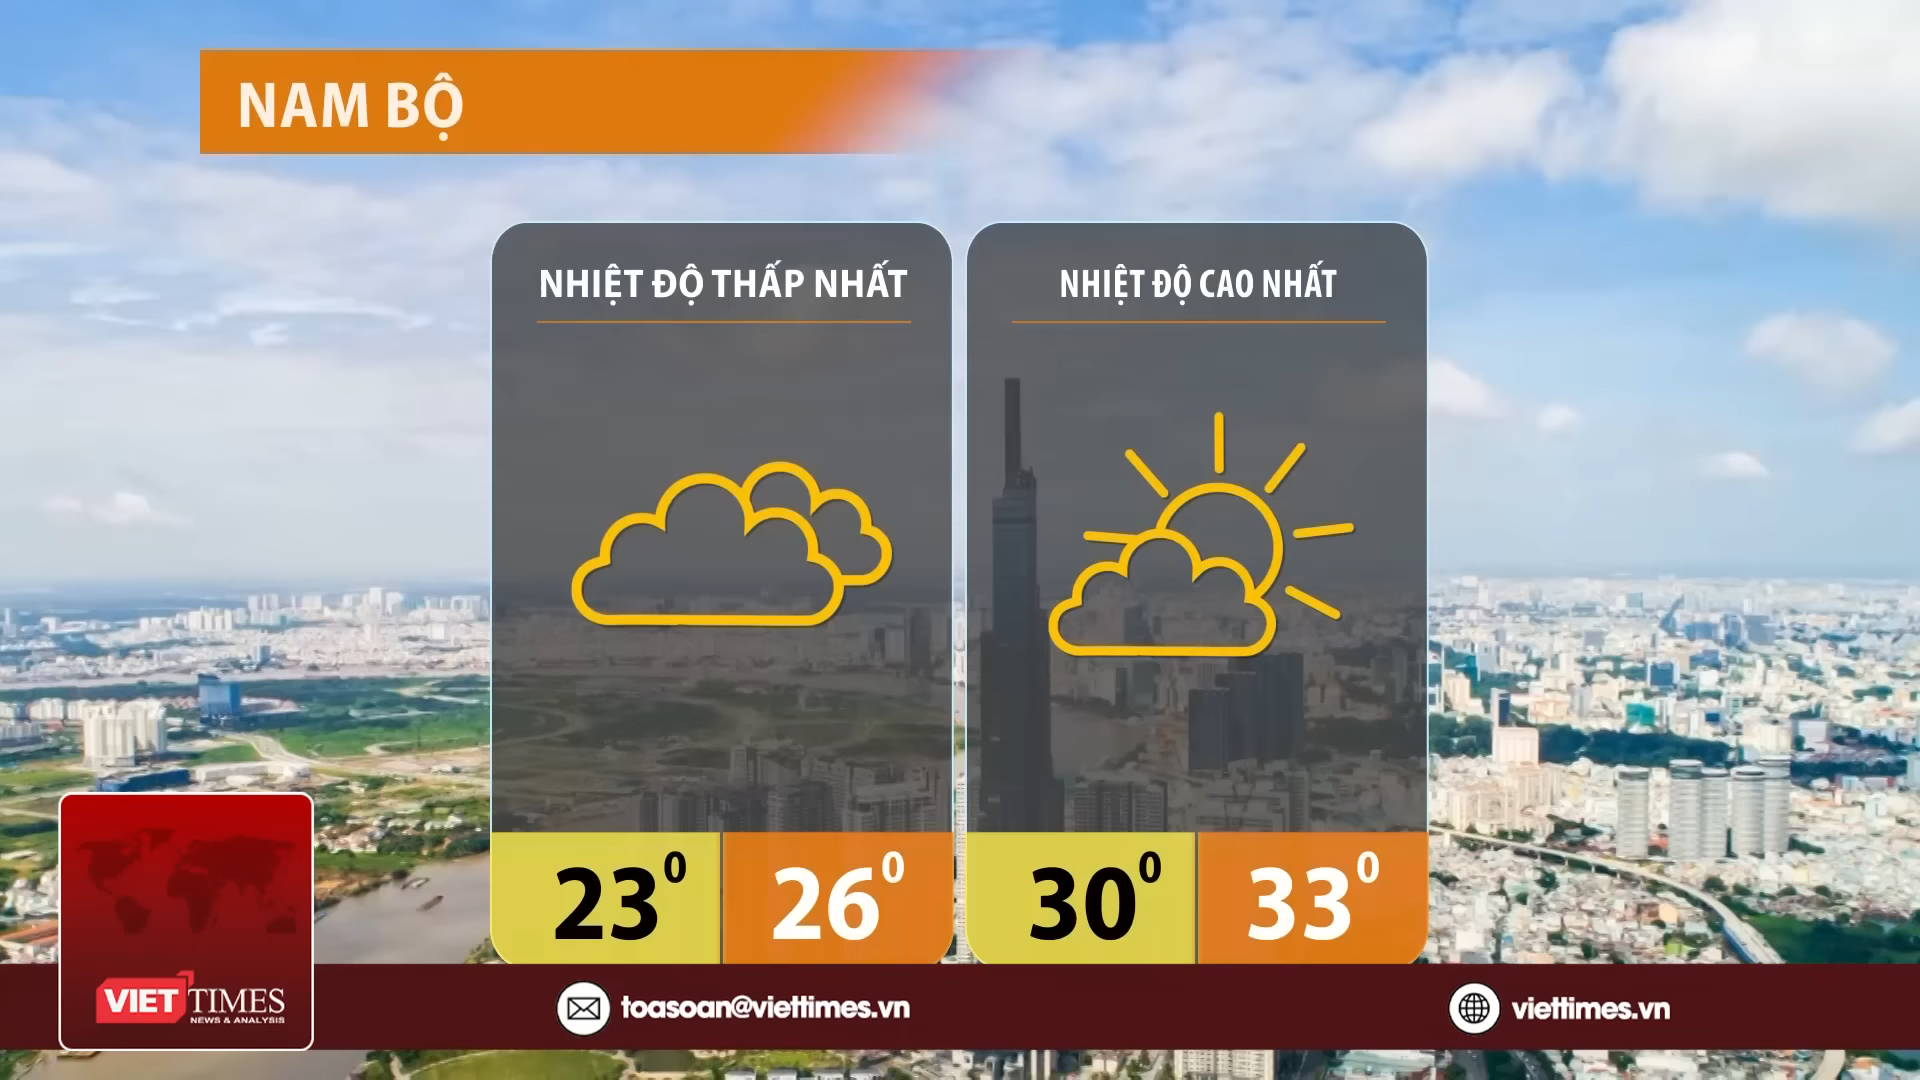 NAM BỘ
NHIỆT ĐỘ THẤP NHẤT
NHIỆT ĐỘ CAO NHẤT
23⁰ 26⁰
30⁰ 33⁰
VIETTIMES
NEWS & ANALYSIS
toasoan@viettimes.vn
viettimes.vn